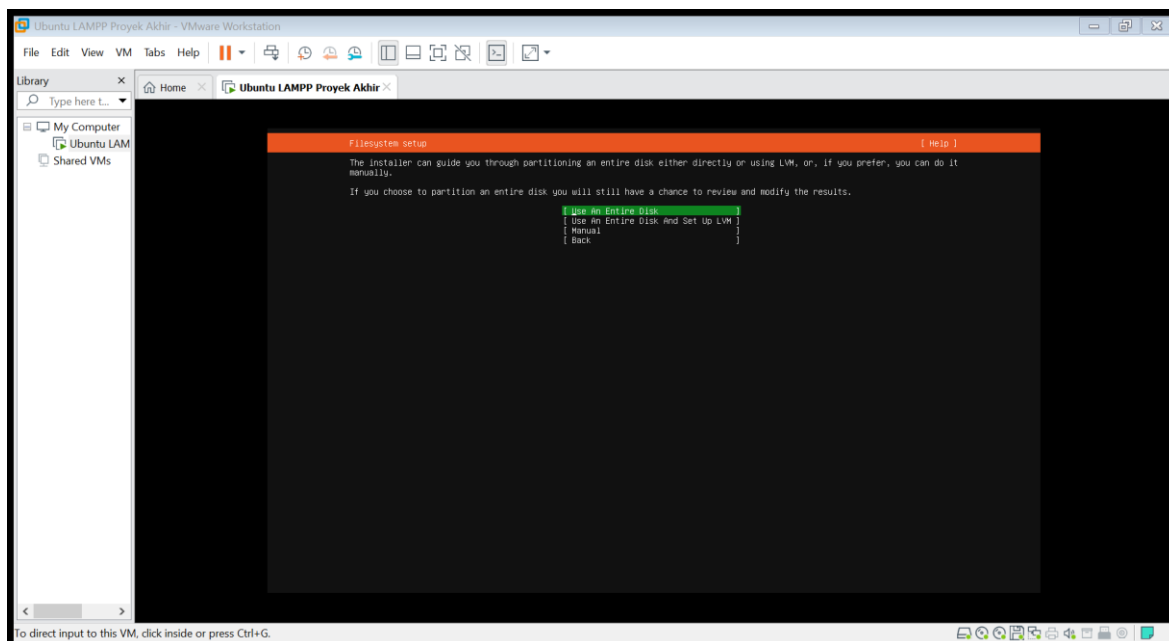 Ubuntu LAMPP Proyek Akhir - VMware Workstation
File Edit View VM Tabs Help
Library
Home
Ubuntu LAMPP Proyek Akhir
Type here t...
My Computer
Ubuntu LAM
Shared VMs
Filesystem setup [ Help ]
The installer can guide you through partitioning an entire disk either directly or using LVM, or, if you prefer, you can do it
manually.
If you choose to partition an entire disk you will still have a chance to review and modify the results.
[ Use An Entire Disk ]
[ Use An Entire Disk And Set Up LVM ]
[ Manual ]
[ Back ]
To direct input to this VM, click inside or press Ctrl+G.